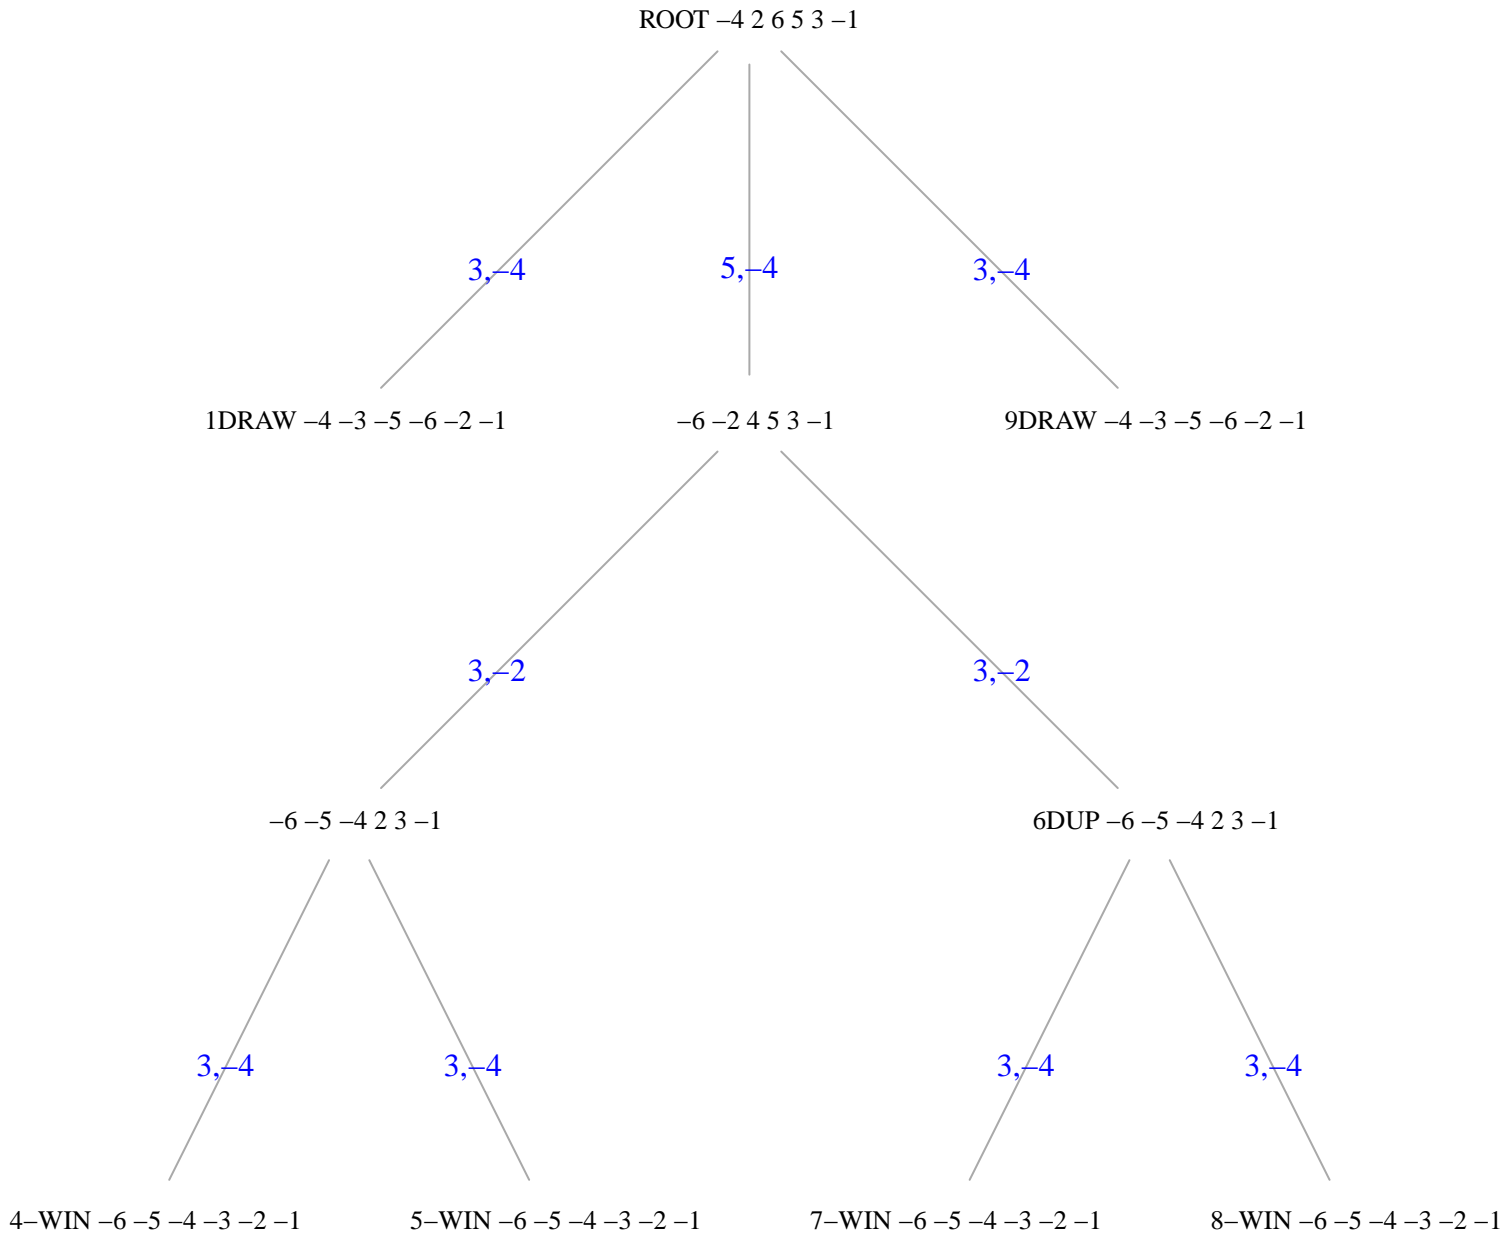 ROOT –4 2 6 5 3 –1
3,–4
5,–4
3,–4
1DRAW –4 –3 –5 –6 –2 –1
–6 –2 4 5 3 –1
9DRAW –4 –3 –5 –6 –2 –1
3,–2
3,–2
–6 –5 –4 2 3 –1
6DUP –6 –5 –4 2 3 –1
3,–4
3,–4
3,–4
3,–4
4–WIN –6 –5 –4 –3 –2 –1
5–WIN –6 –5 –4 –3 –2 –1
7–WIN –6 –5 –4 –3 –2 –1
8–WIN –6 –5 –4 –3 –2 –1